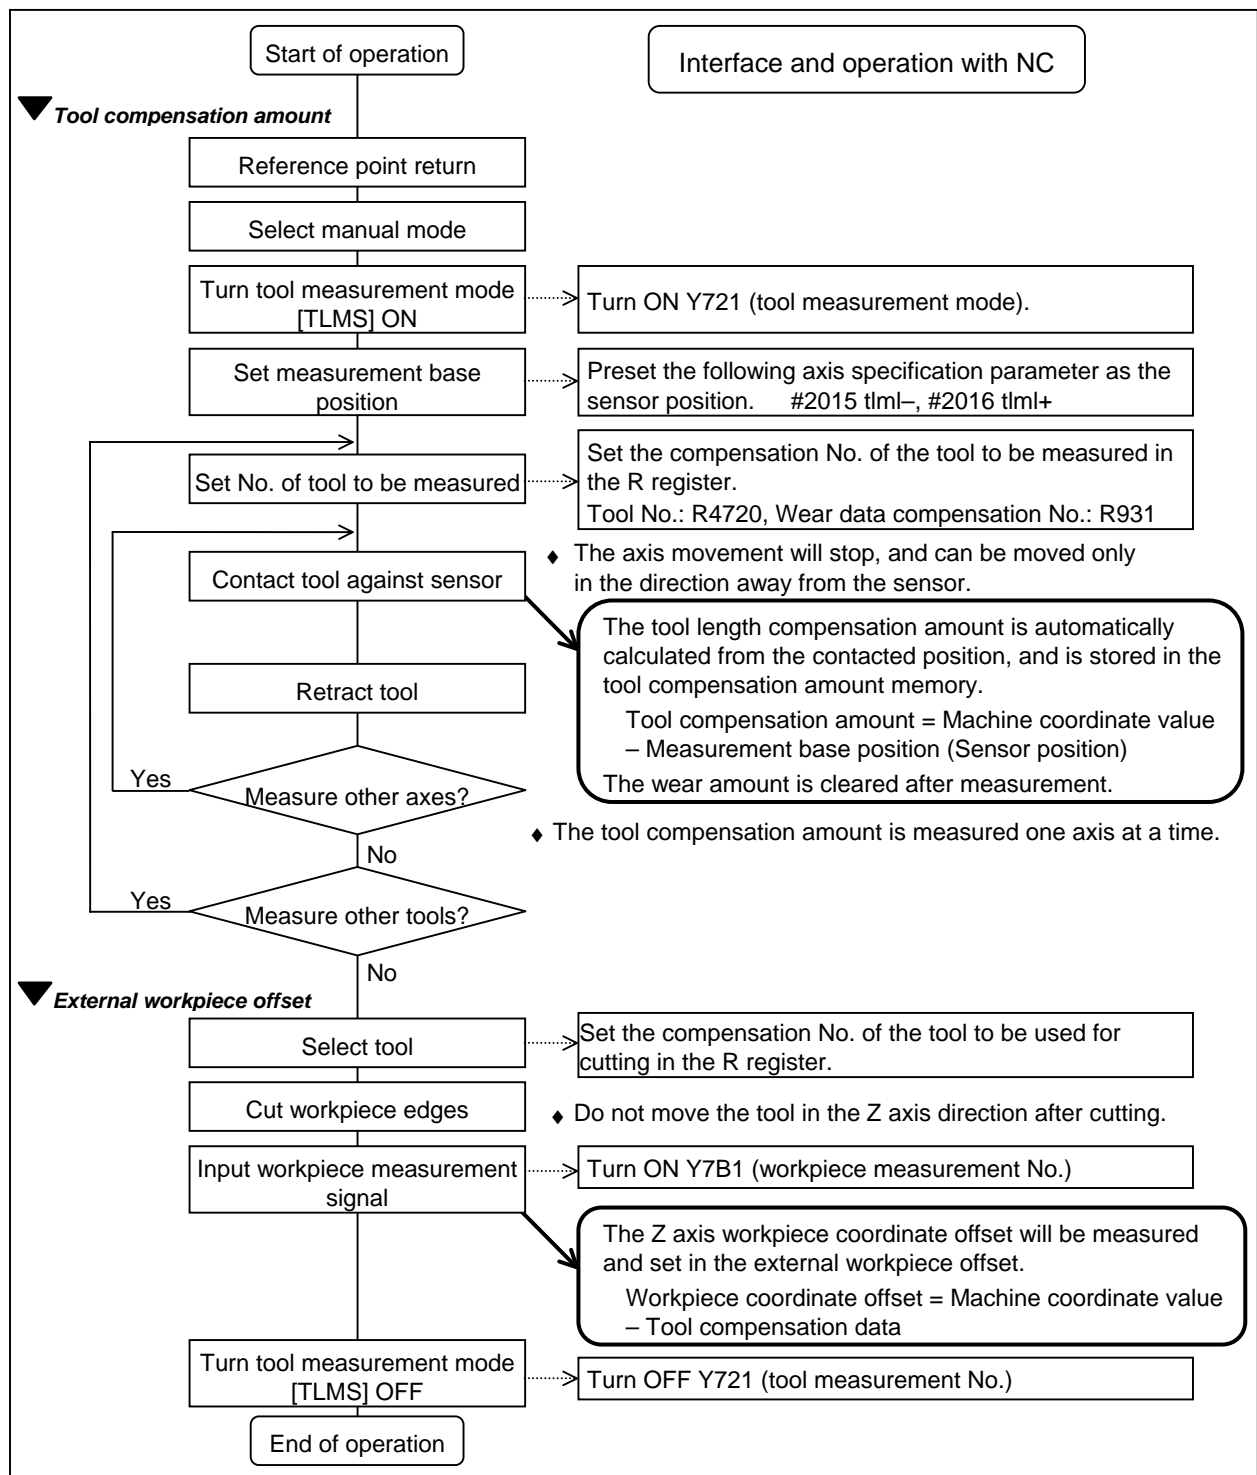 Start of operation
Interface and operation with NC
Tool compensation amount
Reference point return
Select manual mode
Turn tool measurement mode
[TLMS] ON
Turn ON Y721 (tool measurement mode).
Set measurement base
position
Preset the following axis specification parameter as the
sensor position. #2015 tlml–, #2016 tlml+
Set No. of tool to be measured
Set the compensation No. of the tool to be measured in
the R register.
Tool No.: R4720, Wear data compensation No.: R931
Contact tool against sensor
♦ The axis movement will stop, and can be moved only
in the direction away from the sensor.
The tool length compensation amount is automatically
calculated from the contacted position, and is stored in the
tool compensation amount memory.
Tool compensation amount = Machine coordinate value
– Measurement base position (Sensor position)
The wear amount is cleared after measurement.
Retract tool
Yes
Measure other axes?
♦ The tool compensation amount is measured one axis at a time.
No
Yes
Measure other tools?
No
External workpiece offset
Select tool
Set the compensation No. of the tool to be used for
cutting in the R register.
Cut workpiece edges
♦ Do not move the tool in the Z axis direction after cutting.
Input workpiece measurement
signal
Turn ON Y7B1 (workpiece measurement No.)
The Z axis workpiece coordinate offset will be measured
and set in the external workpiece offset.
Workpiece coordinate offset = Machine coordinate value
– Tool compensation data
Turn tool measurement mode
[TLMS] OFF
Turn OFF Y721 (tool measurement No.)
End of operation